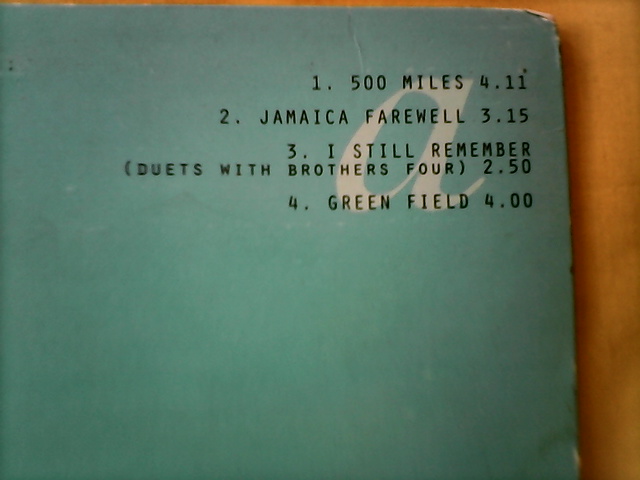 1. 500 MILES 4.11
2. JAMAICA FAREWELL 3.15
3. I STILL REMEMBER
(DUETS WITH BROTHERS FOUR) 2.50
4. GREEN FIELD 4.00
a